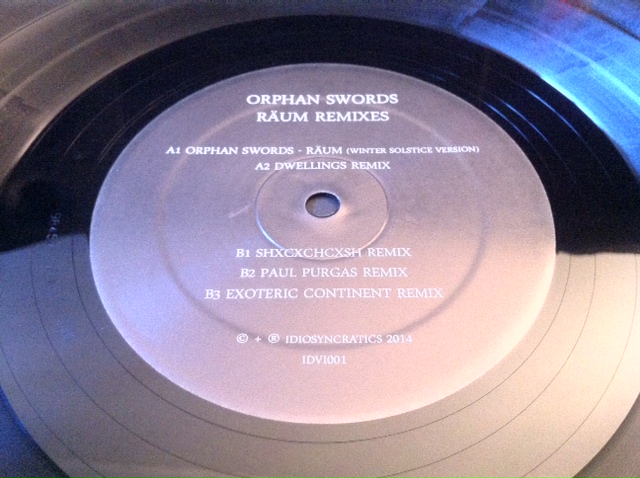 ORPHAN SWORDS
RÄUM REMIXES
A1 ORPHAN SWORDS - RÄUM (WINTER SOLSTICE VERSION)
A2 DWELLINGS REMIX
B1 SHXCXCHCXSH REMIX
B2 PAUL PURGAS REMIX
B3 EXOTERIC CONTINENT REMIX
© + ® IDIOSYNCRATICS 2014
IDVI001